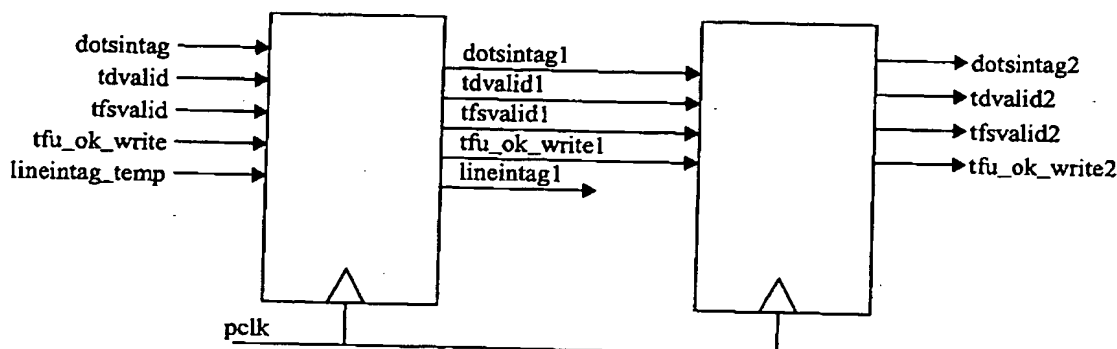 dotsintag
tdvalid
tfsvalid
tfu_ok_write
lineintag_temp
dotsintag1
tdvalid1
tfsvalid1
tfu_ok_write1
lineintag1
dotsintag2
tdvalid2
tfsvalid2
tfu_ok_write2
pclk